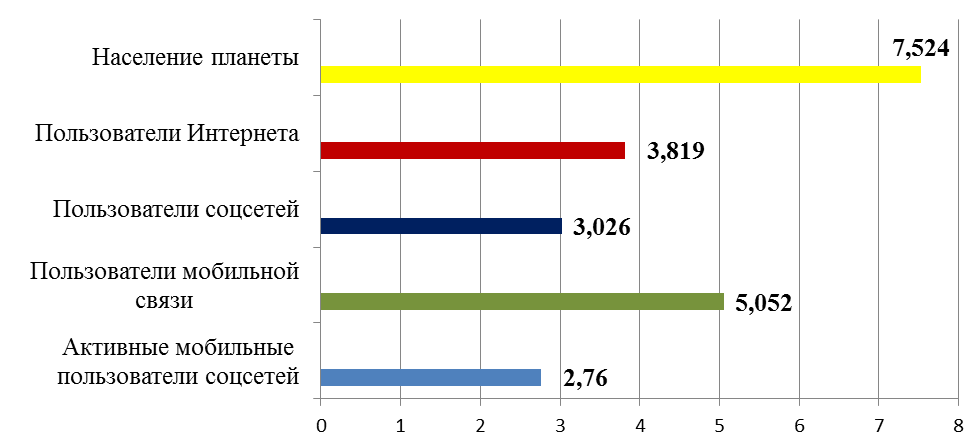 Население планеты
7,524
Пользователи Интернета
3,819
Пользователи соцсетей
3,026
Пользователи мобильной
связи
5,052
Активные мобильные
пользователи соцсетей
2,76
0 1 2 3 4 5 6 7 8